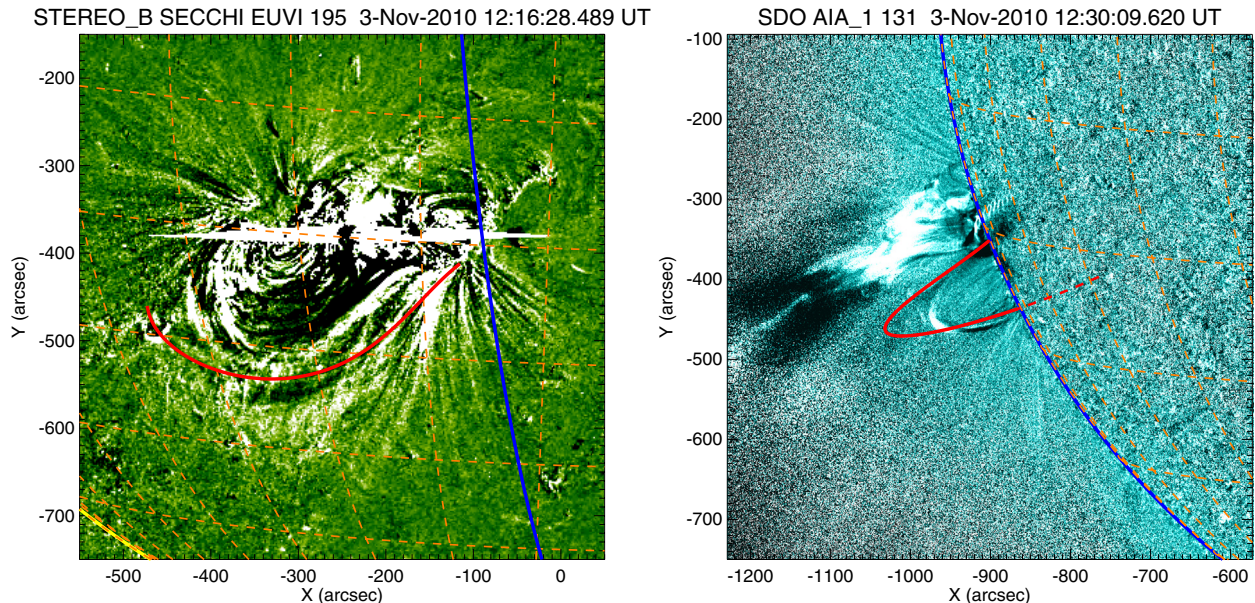 STEREO_B SECCHI EUVI 195 3-Nov-2010 12:16:28.489 UT
-200
-300
-400
-500
-600
-700
Y (arcsec)
-500 -400 -300 -200 -100 0
X (arcsec)
SDO AIA_1 131 3-Nov-2010 12:30:09.620 UT
-100
-200
-300
-400
-500
-600
-700
Y (arcsec)
-1200 -1100 -1000 -900 -800 -700 -600
X (arcsec)